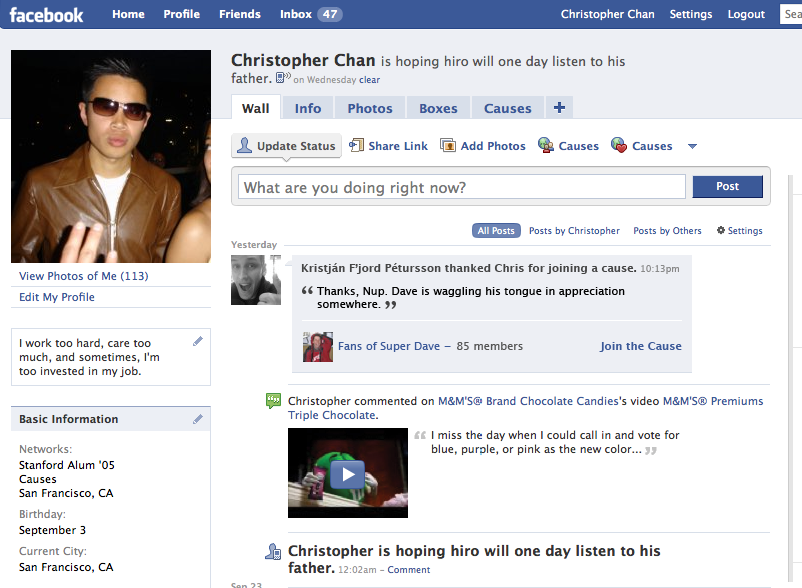 facebook Home Profile Friends Inbox 47 Christopher Chan Settings Logout Sea
Christopher Chan is hoping hiro will one day listen to his
father. on Wednesday clear
Wall Info Photos Boxes Causes +
Update Status Share Link Add Photos Causes Causes
What are you doing right now? Post
All Posts Posts by Christopher Posts by Others Settings
View Photos of Me (113)
Edit My Profile
I work too hard, care too
much, and sometimes, I'm
too invested in my job.
Basic Information
Networks:
Stanford Alum '05
Causes
San Francisco, CA
Birthday:
September 3
Current City:
San Francisco, CA
Yesterday
Kristján F'jord Pétursson thanked Chris for joining a cause. 10:13pm
“ Thanks, Nup. Dave is waggling his tongue in appreciation
somewhere. ”
Fans of Super Dave – 85 members Join the Cause
Christopher commented on M&M'S® Brand Chocolate Candies's video M&M'S® Premiums
Triple Chocolate.
“ I miss the day when I could call in and vote for
blue, purple, or pink as the new color... ”
Christopher is hoping hiro will one day listen to his
father. 12:02am – Comment
Sep 23